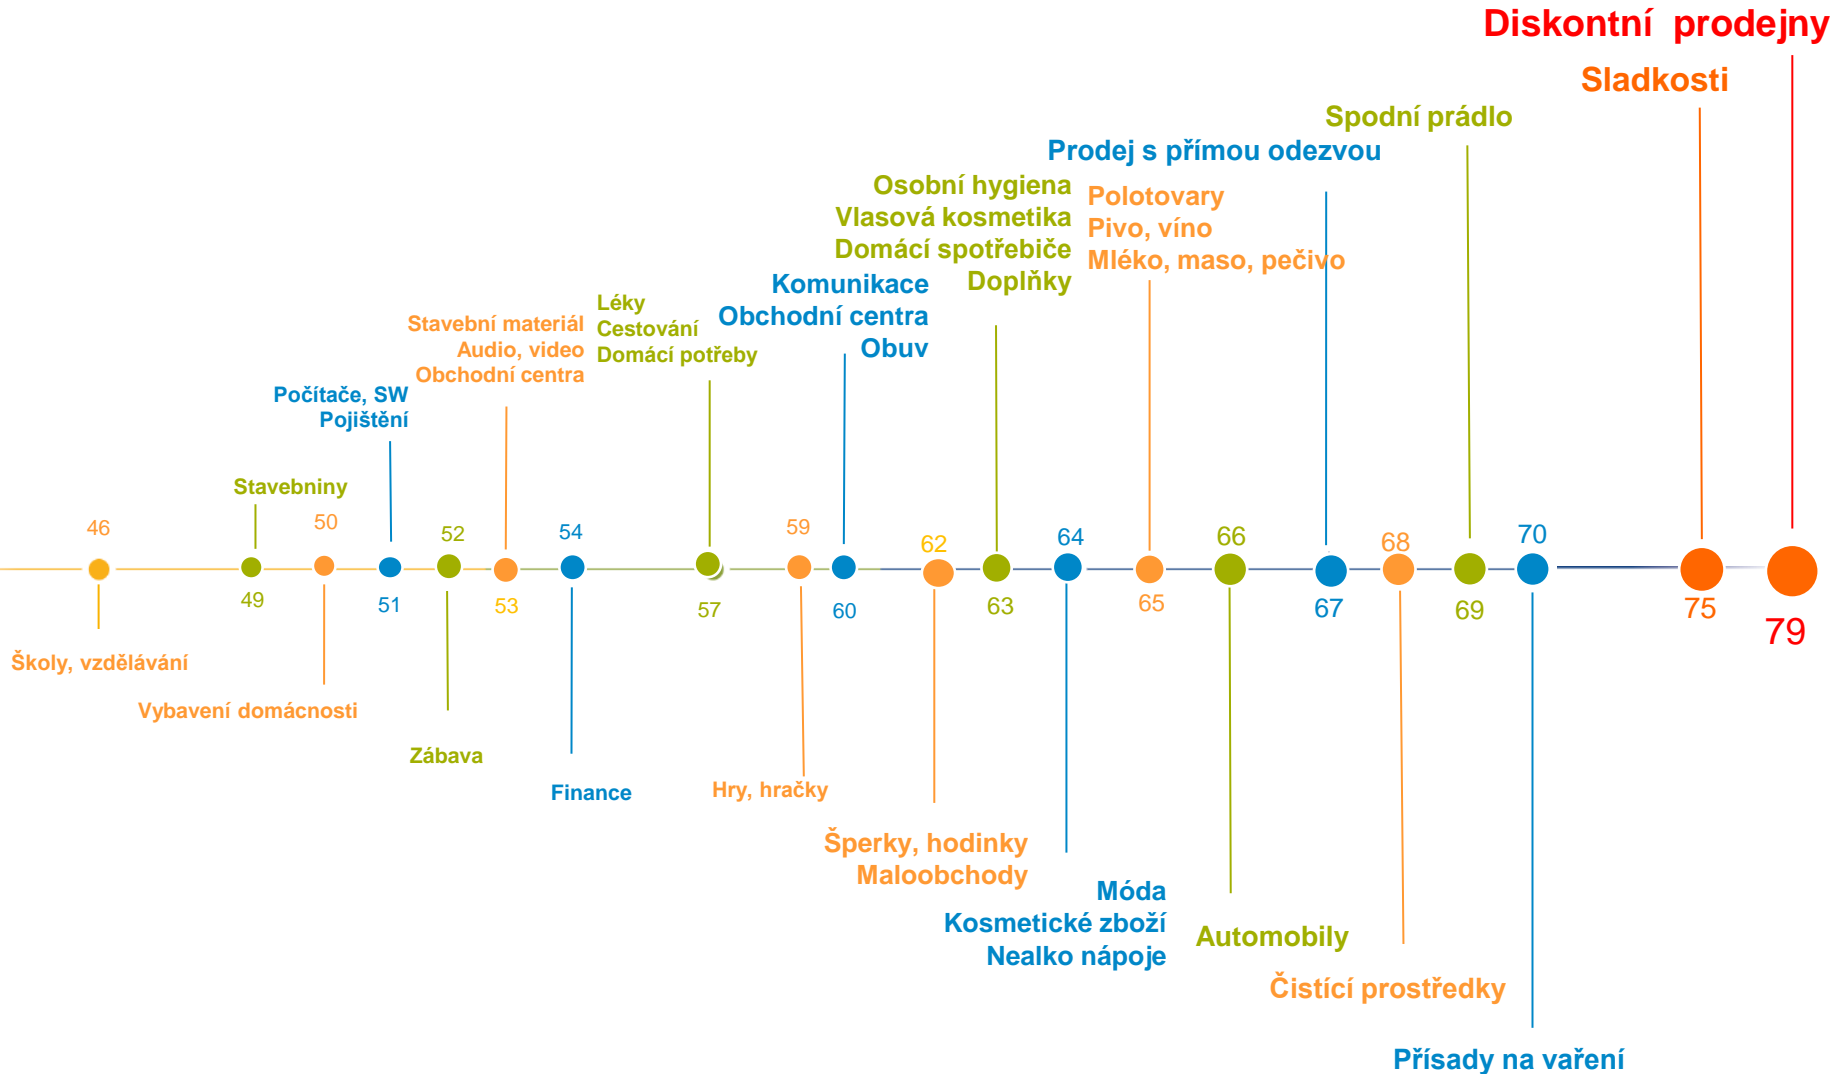 Diskontní prodejny
Sladkosti
Spodní prádlo
Prodej s přímou odezvou
Osobní hygiena
Vlasová kosmetika
Domácí spotřebiče
Doplňky
Polotovary
Pivo, víno
Mléko, maso, pečivo
Komunikace
Obchodní centra
Obuv
Léky
Cestování
Domácí potřeby
Stavební materiál
Audio, video
Obchodní centra
Počítače, SW
Pojištění
Stavebniny
46
49
50
51
52
53
54
57
59
60
62
63
64
65
66
67
68
69
70
75
79
Školy, vzdělávání
Vybavení domácnosti
Zábava
Finance
Hry, hračky
Šperky, hodinky
Maloobchody
Móda
Kosmetické zboží
Nealko nápoje
Automobily
Čistící prostředky
Přísady na vaření